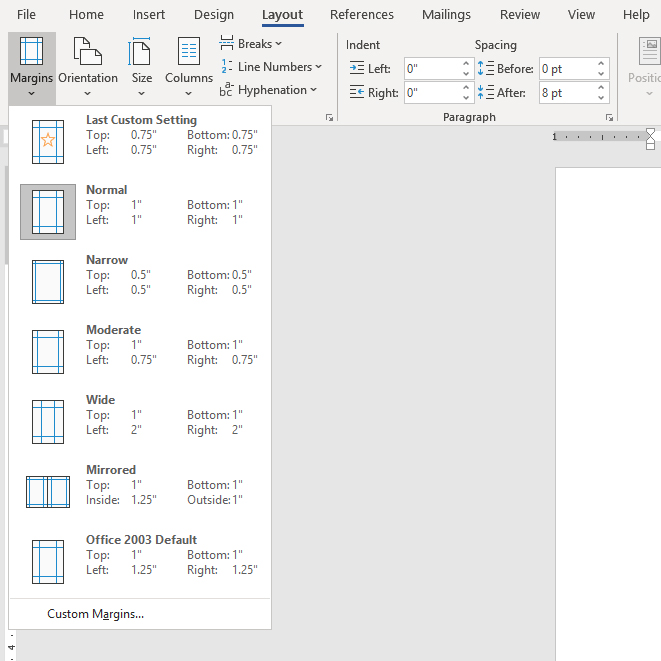 File Home Insert Design Layout References Mailings Review View Help
Margins Orientation Size Columns
Breaks
Line Numbers
Hyphenation
Indent Spacing
Left: 0" Before: 0 pt
Right: 0" After: 8 pt
Paragraph
Last Custom Setting
Top: 0.75" Bottom: 0.75"
Left: 0.75" Right: 0.75"
Normal
Top: 1" Bottom: 1"
Left: 1" Right: 1"
Narrow
Top: 0.5" Bottom: 0.5"
Left: 0.5" Right: 0.5"
Moderate
Top: 1" Bottom: 1"
Left: 0.75" Right: 0.75"
Wide
Top: 1" Bottom: 1"
Left: 2" Right: 2"
Mirrored
Top: 1" Bottom: 1"
Inside: 1.25" Outside: 1"
Office 2003 Default
Top: 1" Bottom: 1"
Left: 1.25" Right: 1.25"
Custom Margins...
1
4